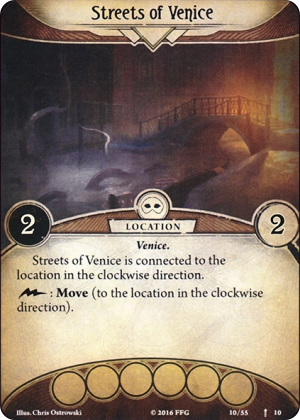 Streets of Venice
2
2
LOCATION
Venice.
Streets of Venice is connected to the
location in the clockwise direction.
: Move (to the location in the clockwise
direction).
Illus. Chris Ostrowski
© 2016 FFG
10/55
10